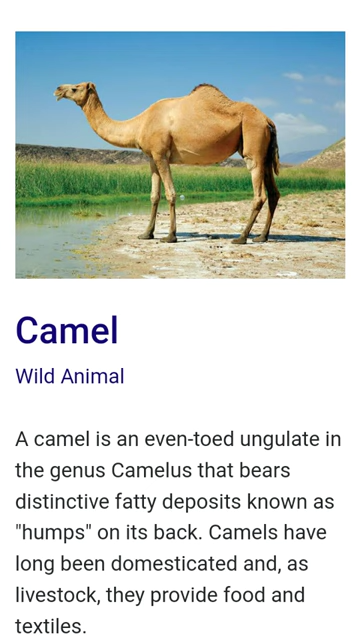 Camel
Wild Animal
A camel is an even-toed ungulate in
the genus Camelus that bears
distinctive fatty deposits known as
"humps" on its back. Camels have
long been domesticated and, as
livestock, they provide food and
textiles.